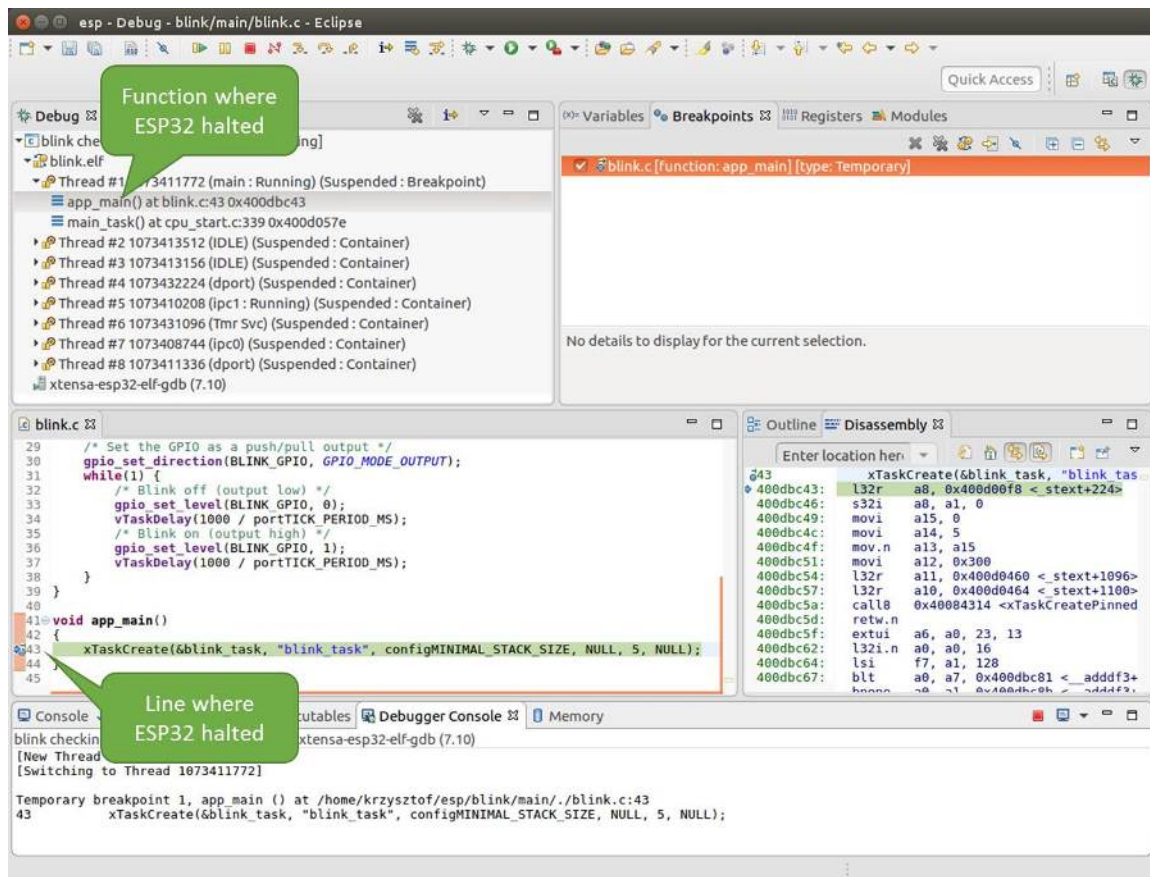 esp - Debug - blink/main/blink.c - Eclipse
Quick Access
Function where
ESP32 halted
Debug
blink che
ing]
blink.elf
Thread #1 1073411772 (main : Running) (Suspended : Breakpoint)
app_main() at blink.c:43 0x400dbc43
main_task() at cpu_start.c:339 0x400d057e
Thread #2 1073413512 (IDLE) (Suspended : Container)
Thread #3 1073413156 (IDLE) (Suspended : Container)
Thread #4 1073432224 (dport) (Suspended : Container)
Thread #5 1073410208 (ipc1 : Running) (Suspended : Container)
Thread #6 1073431096 (Tmr Svc) (Suspended : Container)
Thread #7 1073408744 (ipc0) (Suspended : Container)
Thread #8 1073411336 (dport) (Suspended : Container)
xtensa-esp32-elf-gdb (7.10)
(x)= Variables Breakpoints Registers Modules
blink.c [function: app_main] [type: Temporary]
No details to display for the current selection.
blink.c
29 /* Set the GPIO as a push/pull output */
30 gpio_set_direction(BLINK_GPIO, GPIO_MODE_OUTPUT);
31 while(1) {
32 /* Blink off (output low) */
33 gpio_set_level(BLINK_GPIO, 0);
34 vTaskDelay(1000 / portTICK_PERIOD_MS);
35 /* Blink on (output high) */
36 gpio_set_level(BLINK_GPIO, 1);
37 vTaskDelay(1000 / portTICK_PERIOD_MS);
38 }
39 }
40
41 void app_main()
42 {
43 xTaskCreate(&blink_task, "blink_task", configMINIMAL_STACK_SIZE, NULL, 5, NULL);
44
45
Outline Disassembly
Enter location her
43 xTaskCreate(&blink_task, "blink_tas
400dbc43: l32r a8, 0x400d00f8 <_stext+224>
400dbc46: s32i a8, a1, 0
400dbc49: movi a15, 0
400dbc4c: movi a14, 5
400dbc4f: mov.n a13, a15
400dbc51: movi a12, 0x300
400dbc54: l32r a11, 0x400d0460 <_stext+1096>
400dbc57: l32r a10, 0x400d0464 <_stext+1100>
400dbc5a: call8 0x40084314 <xTaskCreatePinned
400dbc5d: retw.n
400dbc5f: extui a6, a0, 23, 13
400dbc62: l32i.n a0, a0, 16
400dbc64: lsi f7, a1, 128
400dbc67: blt a0, a7, 0x400dbc81 <__adddf3+
Line where
ESP32 halted
Console
cutables Debugger Console Memory
blink checkin
xtensa-esp32-elf-gdb (7.10)
[New Thread
[Switching to Thread 1073411772]
Temporary breakpoint 1, app_main () at /home/krzysztof/esp/blink/main/./blink.c:43
43 xTaskCreate(&blink_task, "blink_task", configMINIMAL_STACK_SIZE, NULL, 5, NULL);